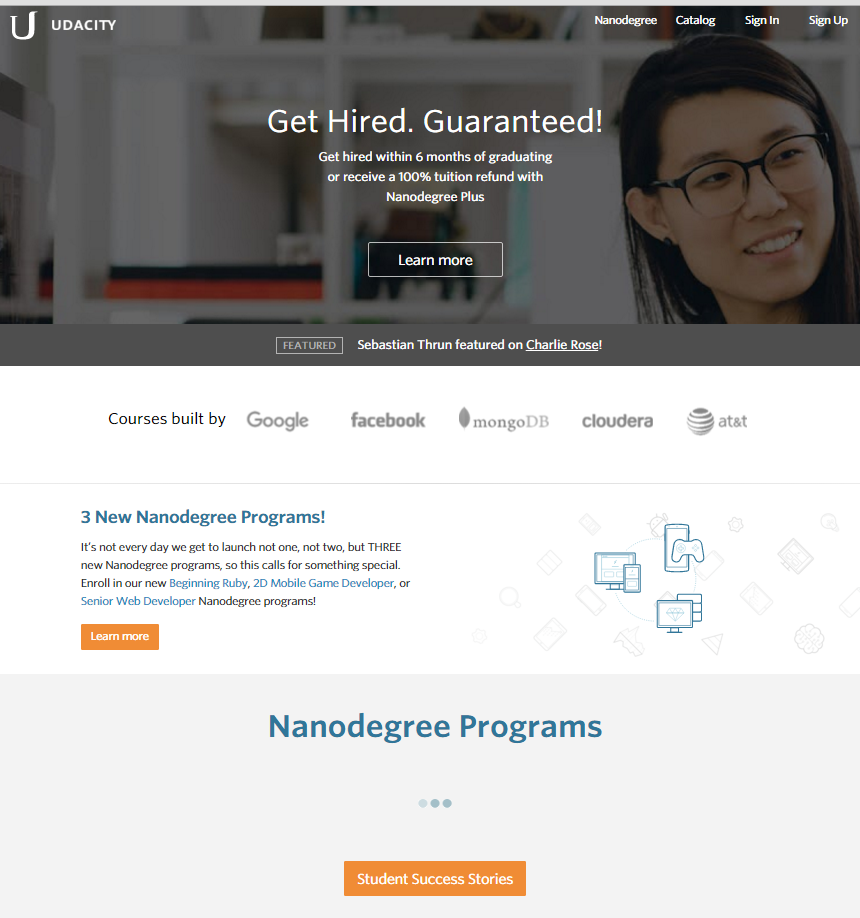 UDACITY
Nanodegree
Catalog
Sign In
Sign Up
Get Hired. Guaranteed!
Get hired within 6 months of graduating
or receive a 100% tuition refund with
Nanodegree Plus
Learn more
FEATURED
Sebastian Thrun featured on Charlie Rose!
Courses built by
Google
facebook
mongoDB
cloudera
at&t
3 New Nanodegree Programs!
It's not every day we get to launch not one, not two, but THREE
new Nanodegree programs, so this calls for something special.
Enroll in our new Beginning Ruby, 2D Mobile Game Developer, or
Senior Web Developer Nanodegree programs!
Learn more
Nanodegree Programs
Student Success Stories